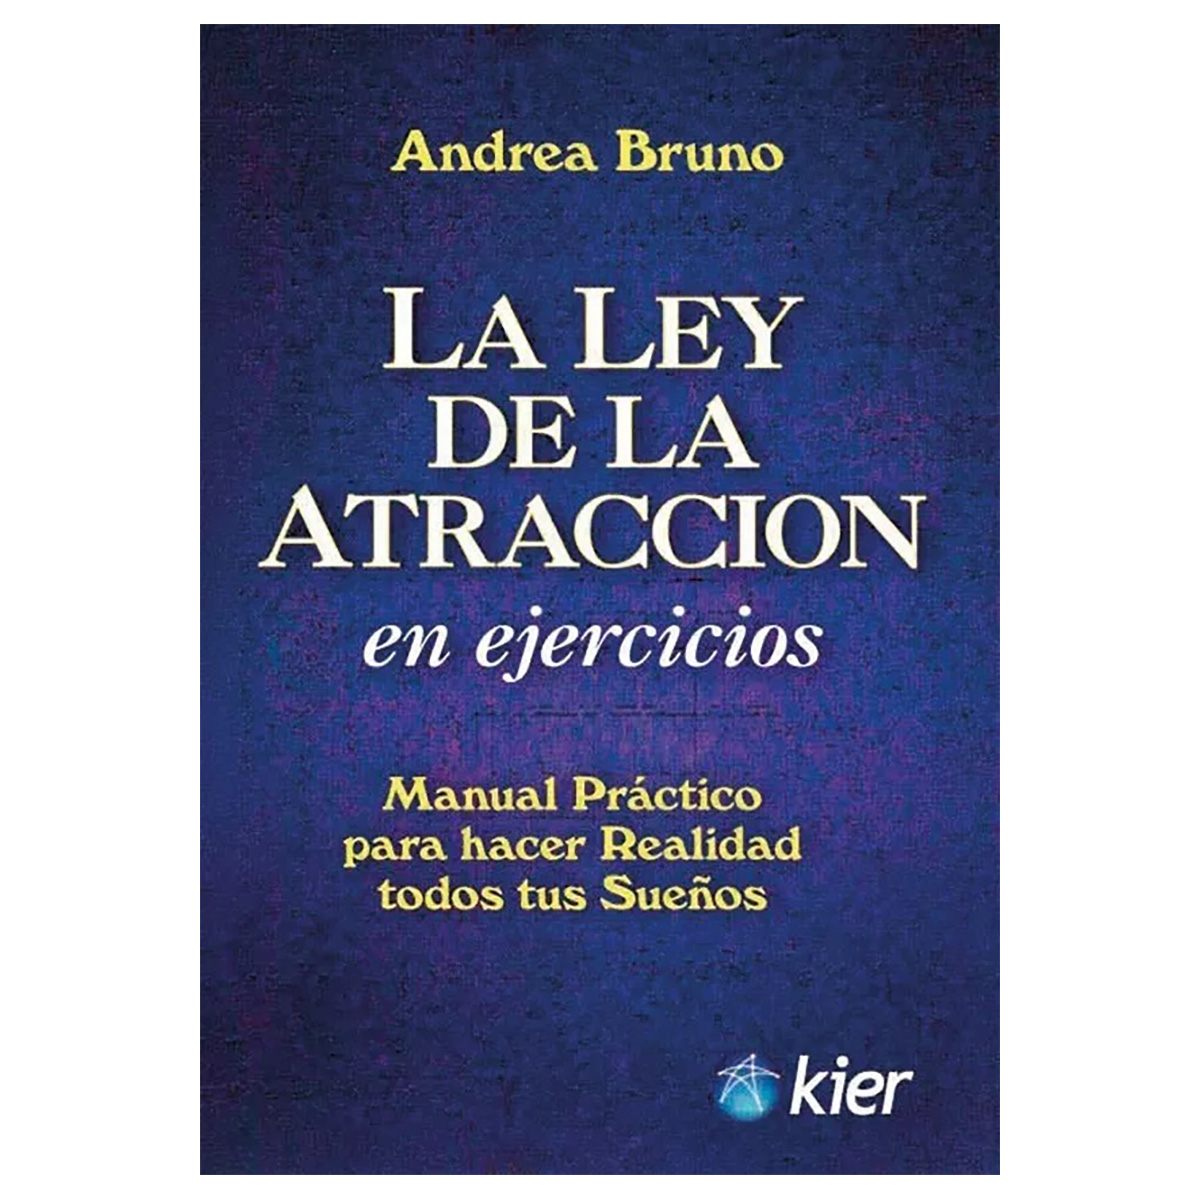 Andrea Bruno
LA LEY
DE LA
ATRACCION
en ejercicios
Manual Práctico
para hacer Realidad
todos tus Sueños
kier